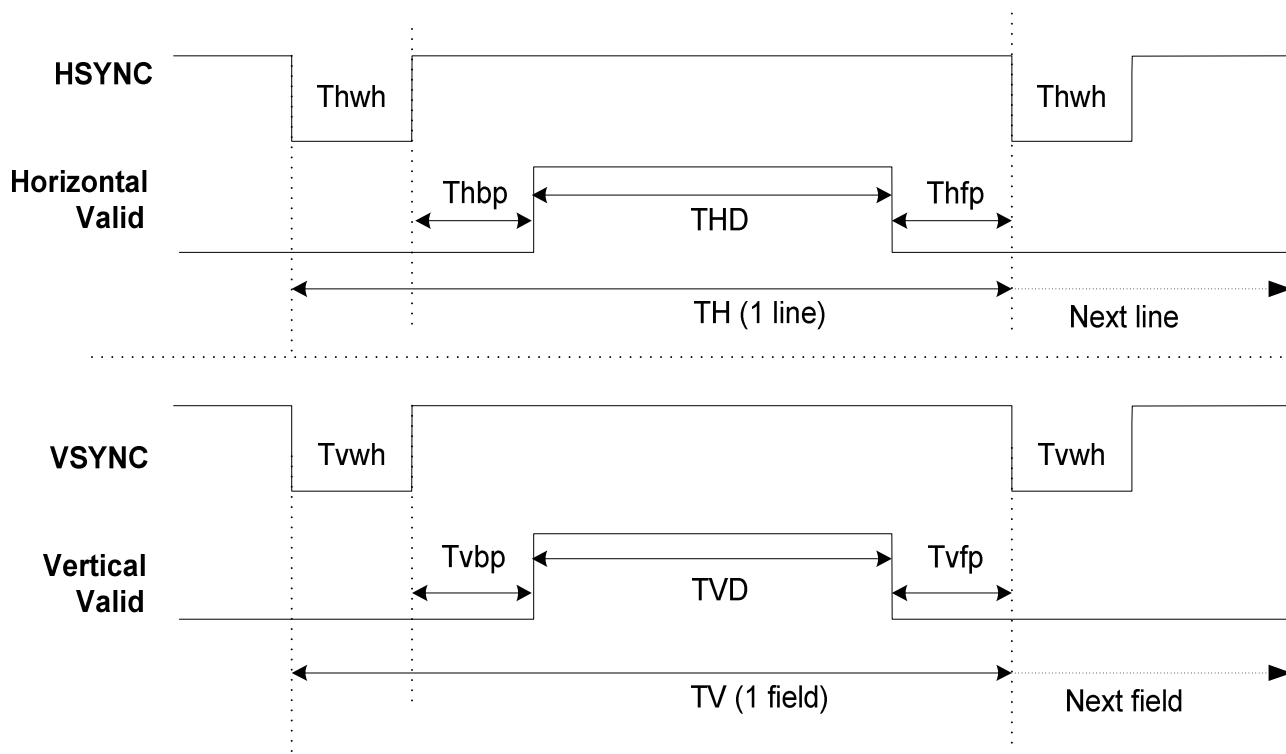 HSYNC
Thwh
Thwh
Horizontal
Valid
Thbp
THD
Thfp
TH (1 line)
Next line
VSYNC
Tvwh
Tvwh
Vertical
Valid
Tvbp
TVD
Tvfp
TV (1 field)
Next field